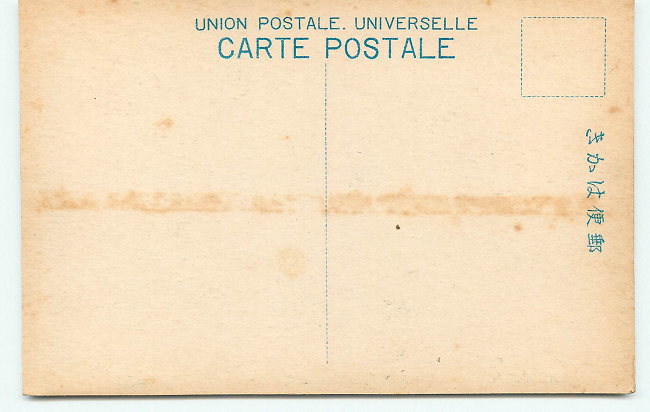 UNION POSTALE. UNIVERSELLE
CARTE POSTALE
郵便はかき